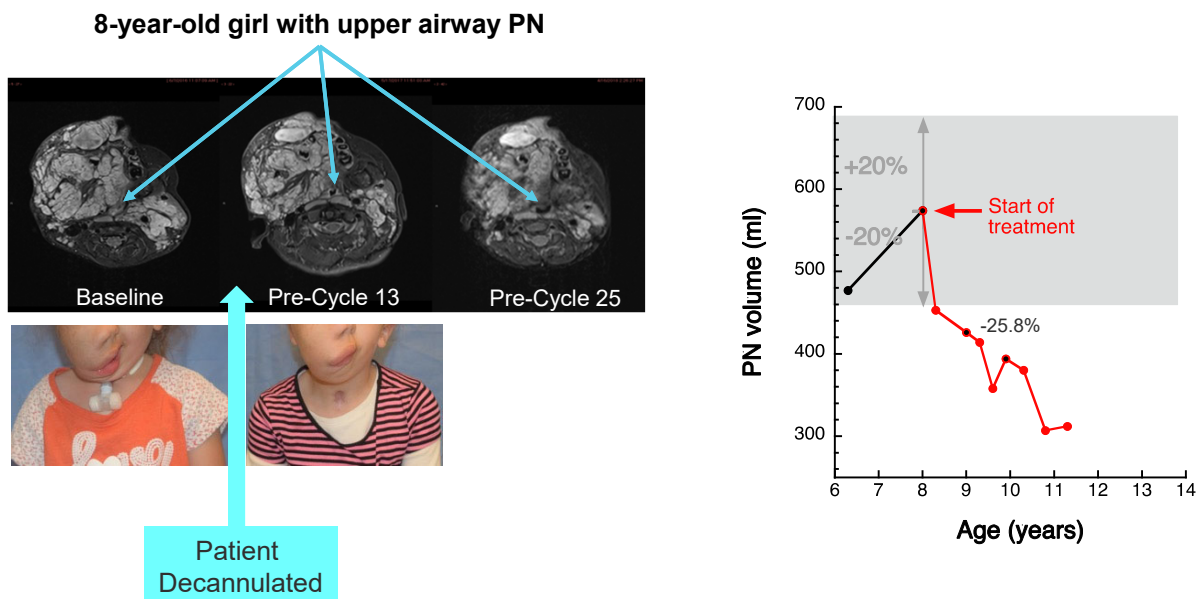 8-year-old girl with upper airway PN
Baseline
Pre-Cycle 13
Pre-Cycle 25
Patient
Decannulated
700
600
500
400
300
+20%
-20%
Start of
treatment
-25.8%
PN volume (ml)
6 7 8 9 10 11 12 13 14
Age (years)